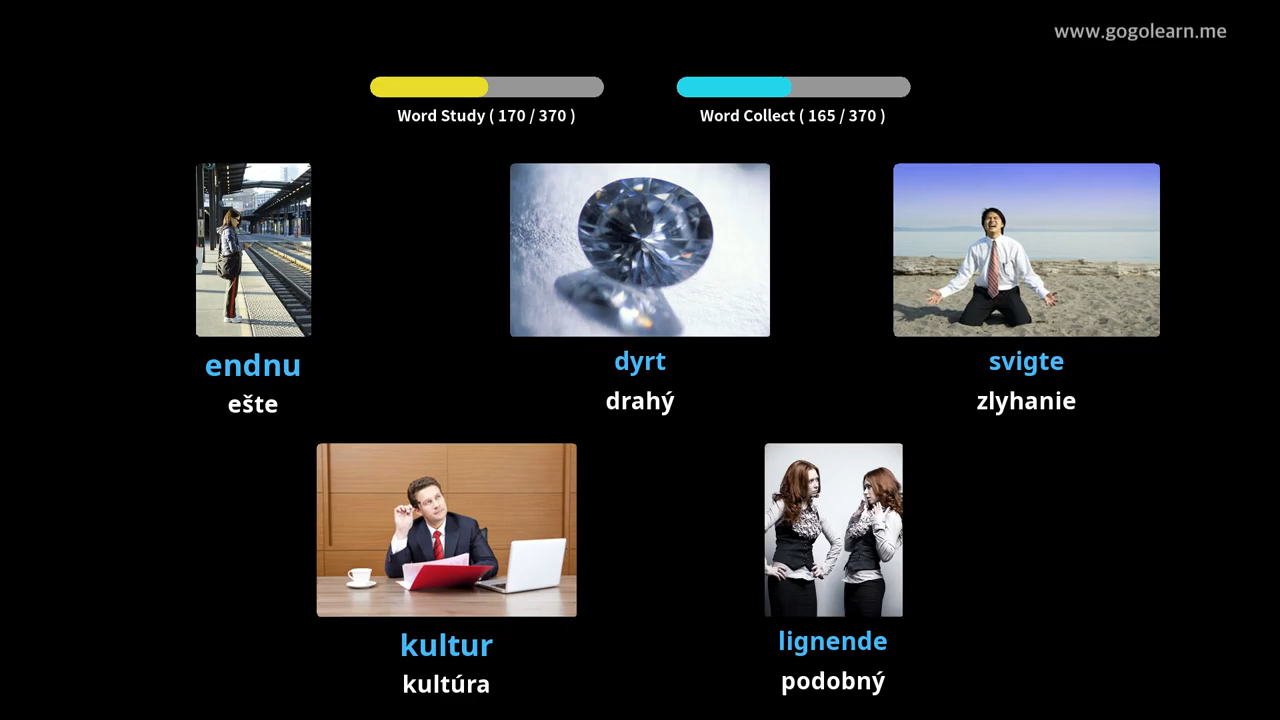 www.gogolearn.me
Word Study ( 170 / 370 )
Word Collect ( 165 / 370 )
endnu
ešte
dyrt
drahý
svigte
zlyhanie
kultur
kultúra
lignende
podobný